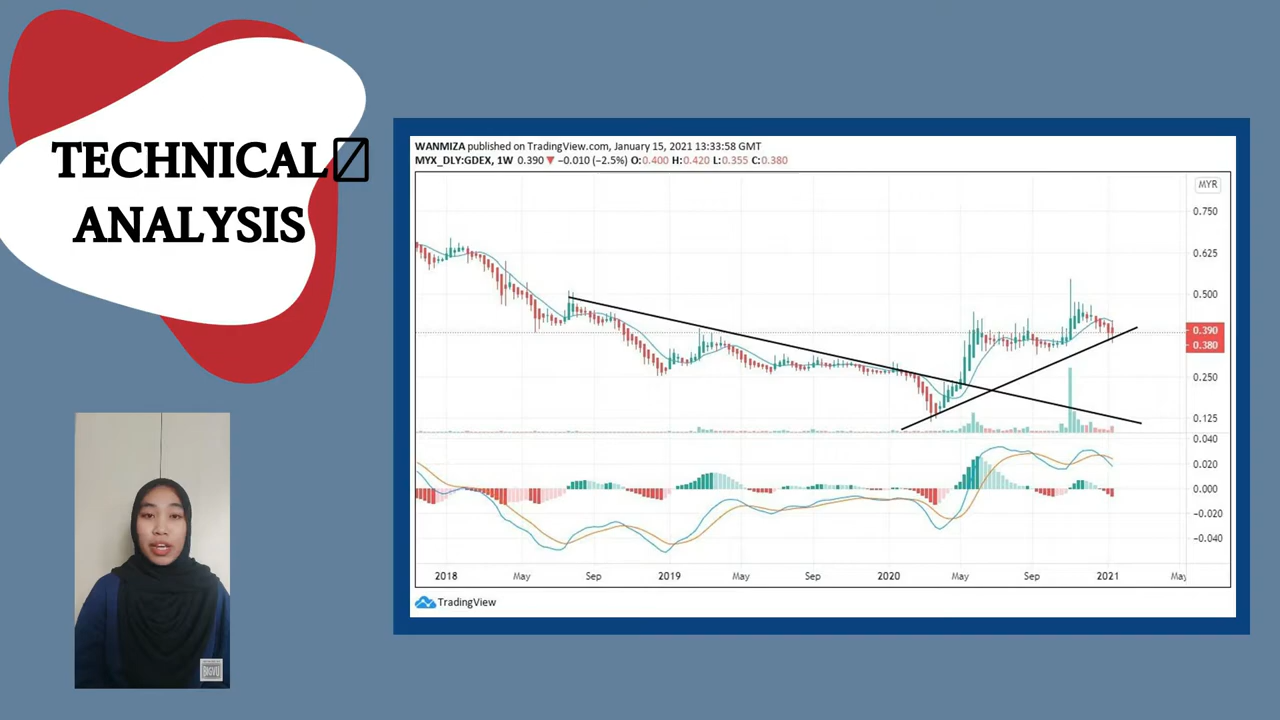 TECHNICAL
ANALYSIS
WANMIZA published on TradingView.com, January 15, 2021 13:33:58 GMT
MYX_DLY:GDEX, 1W 0.390 ▼ −0.010 (−2.5%) O:0.400 H:0.420 L:0.355 C:0.380
MYR
0.750
0.625
0.500
0.390
0.380
0.250
0.125
0.040
0.020
0.000
−0.020
−0.040
2018 May Sep 2019 May Sep 2020 May Sep 2021 May
TradingView